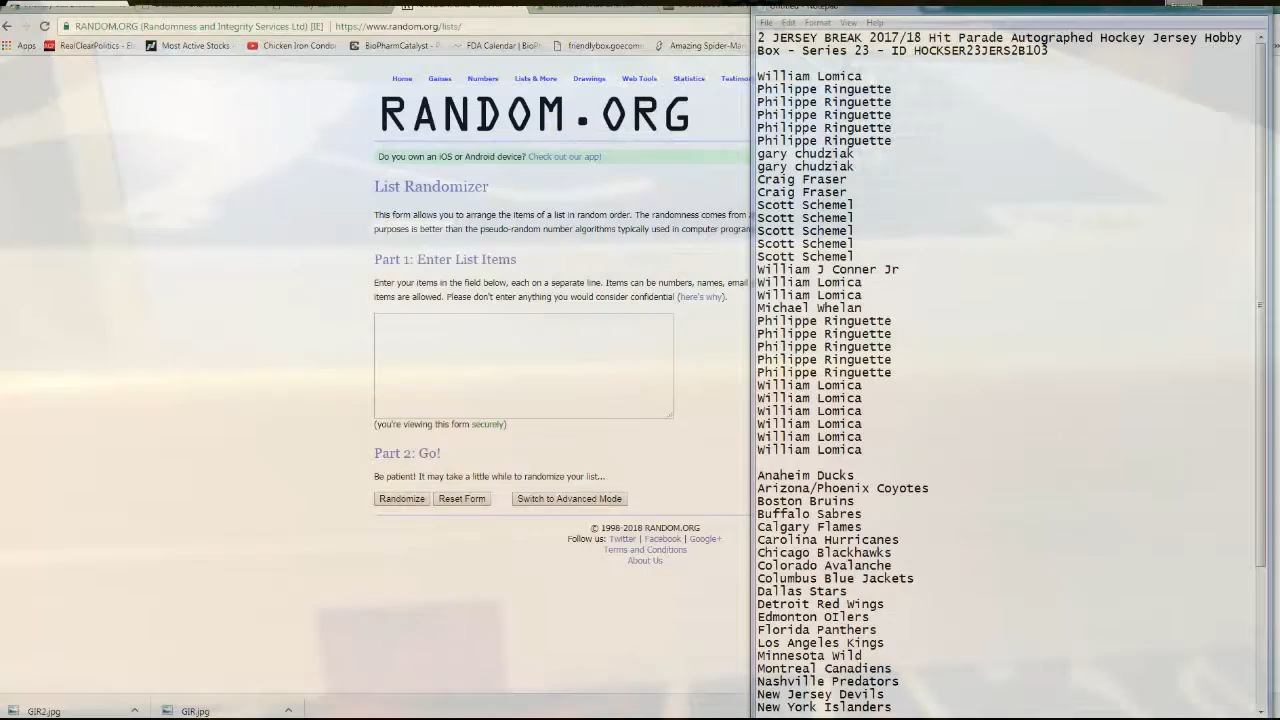 Untitled - Notepad
RANDOM.ORG (Randomness and Integrity Services Ltd) [IE] | https://www.random.org/lists/
Apps RealClearPolitics - El Most Active Stocks Chicken Iron Condo BioPharmCatalyst - FDA Calendar | Bi friendlybox.goecom Amazing Spider-Ma
Home Games Numbers Lists & More Drawings Web Tools Statistics Testimo
RANDOM.ORG
Do you own an iOS or Android device? Check out our app!
List Randomizer
This form allows you to arrange the items of a list in random order. The randomness comes from a
purposes is better than the pseudo-random number algorithms typically used in computer program
Part 1: Enter List Items
Enter your items in the field below, each on a separate line. Items can be numbers, names, email
items are allowed. Please don't enter anything you would consider confidential (here's why).
(you're viewing this form securely)
Part 2: Go!
Be patient! It may take a little while to randomize your list...
Randomize Reset Form Switch to Advanced Mode
© 1998-2018 RANDOM.ORG
Follow us: Twitter | Facebook | Google+
Terms and Conditions
About Us
GIR2.jpg GIR.jpg
File Edit Format View Help
2 JERSEY BREAK 2017/18 Hit Parade Autographed Hockey Jersey Hobby
Box - Series 23 - ID HOCKSER23JERS2B103
William Lomica
Philippe Ringuette
Philippe Ringuette
Philippe Ringuette
Philippe Ringuette
Philippe Ringuette
gary chudziak
gary chudziak
Craig Fraser
Craig Fraser
Scott Schemel
Scott Schemel
Scott Schemel
Scott Schemel
Scott Schemel
William J Conner Jr
William Lomica
William Lomica
Michael Whelan
Philippe Ringuette
Philippe Ringuette
Philippe Ringuette
Philippe Ringuette
Philippe Ringuette
William Lomica
William Lomica
William Lomica
William Lomica
William Lomica
William Lomica
Anaheim Ducks
Arizona/Phoenix Coyotes
Boston Bruins
Buffalo Sabres
Calgary Flames
Carolina Hurricanes
Chicago Blackhawks
Colorado Avalanche
Columbus Blue Jackets
Dallas Stars
Detroit Red Wings
Edmonton OIlers
Florida Panthers
Los Angeles Kings
Minnesota Wild
Montreal Canadiens
Nashville Predators
New Jersey Devils
New York Islanders